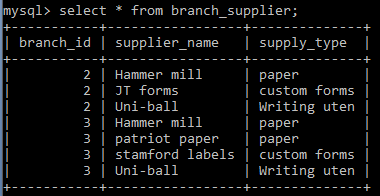 mysql> select * from branch_supplier;
+-----------+-----------------+--------------+
| branch_id | supplier_name   | supply_type  |
+-----------+-----------------+--------------+
|         2 | Hammer mill     | paper        |
|         2 | JT forms        | custom forms |
|         2 | Uni-ball        | Writing uten |
|         3 | Hammer mill     | paper        |
|         3 | patriot paper   | paper        |
|         3 | stamford labels | custom forms |
|         3 | Uni-ball        | Writing uten |
+-----------+-----------------+--------------+